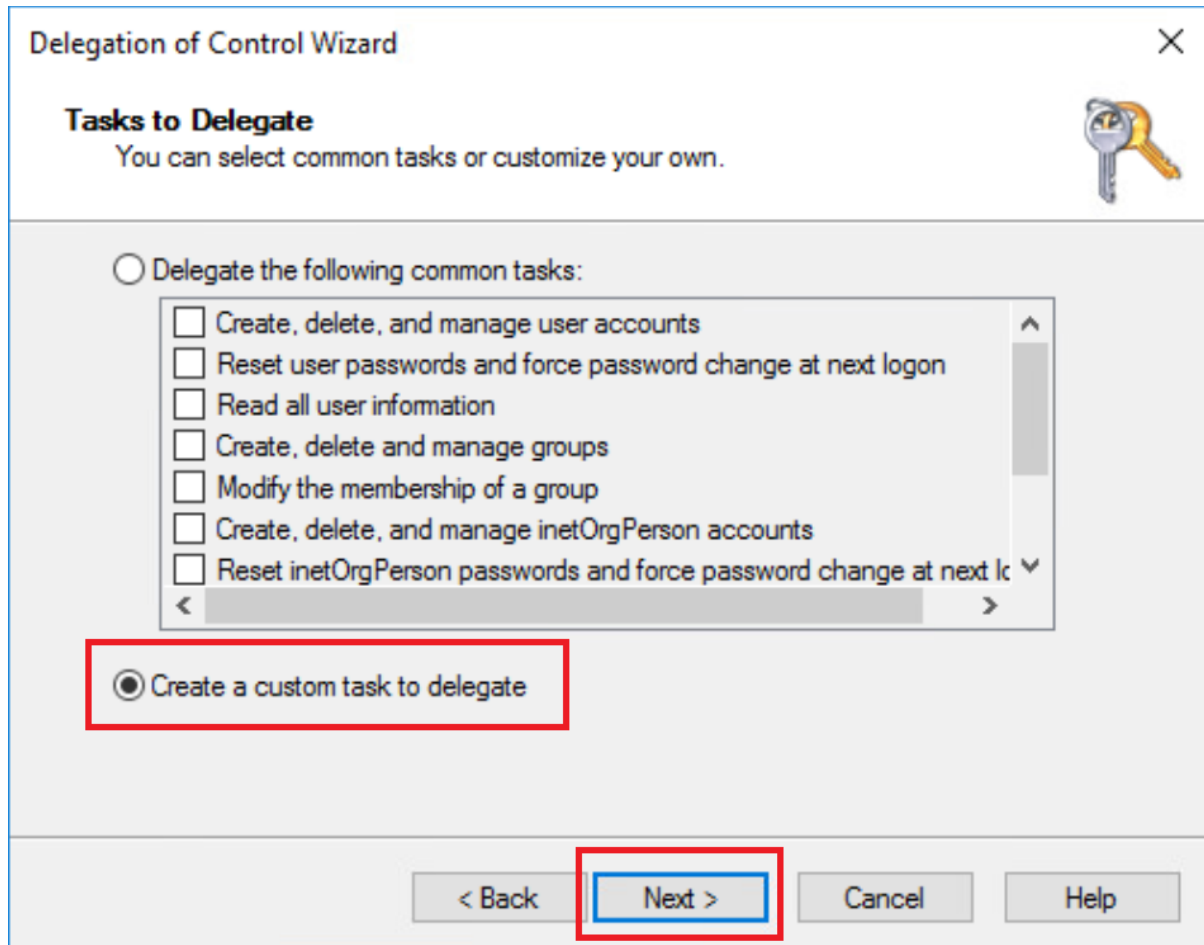 Delegation of Control Wizard
Tasks to Delegate
You can select common tasks or customize your own.
Delegate the following common tasks:
Create, delete, and manage user accounts
Reset user passwords and force password change at next logon
Read all user information
Create, delete and manage groups
Modify the membership of a group
Create, delete, and manage inetOrgPerson accounts
Reset inetOrgPerson passwords and force password change at next lo
Create a custom task to delegate
< Back Next > Cancel Help